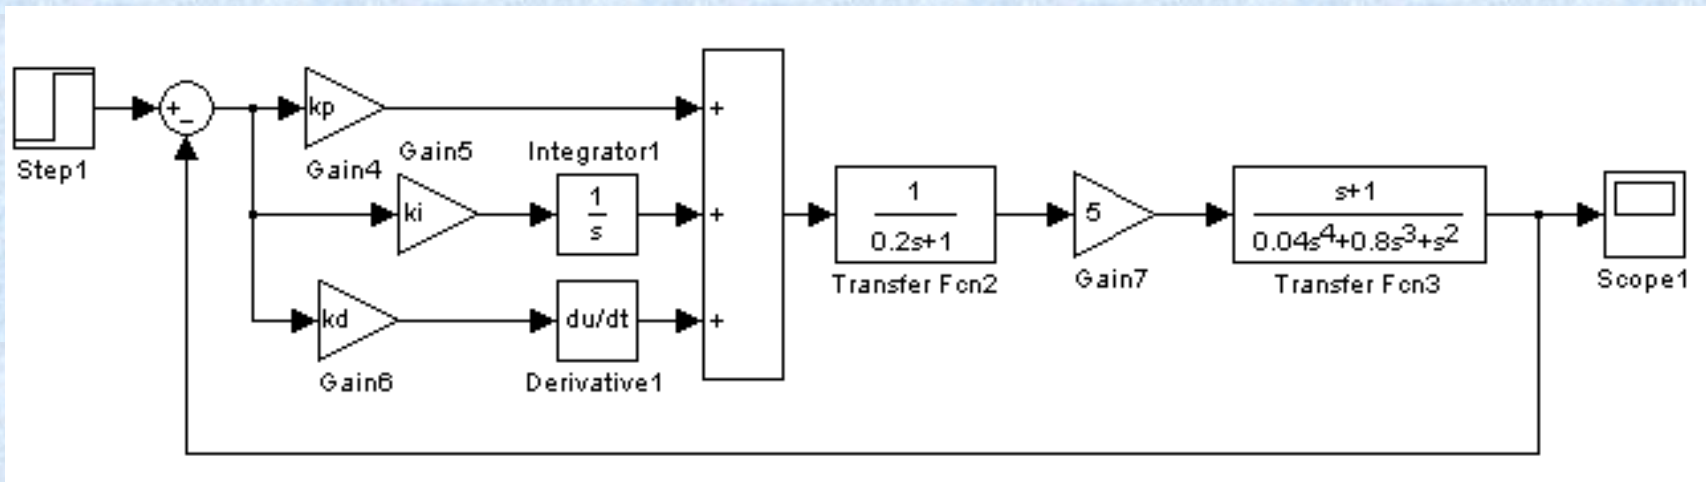 +
−
kp
+
Step1
Gain4
Gain5
Integrator1
ki
1
s
+
1
0.2s+1
5
s+1
0.04s4+0.8s3+s2
Transfer Fcn2
Gain7
Transfer Fcn3
Scope1
kd
du/dt
+
Gain6
Derivative1